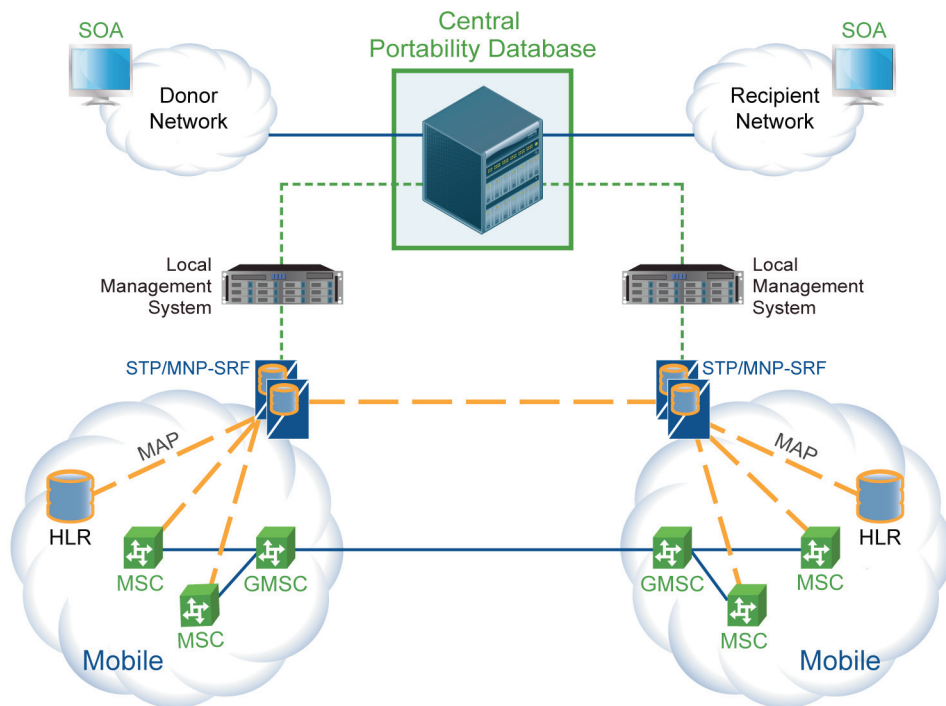 Central
Portability Database
SOA
SOA
Donor
Network
Recipient
Network
Local
Management
System
Local
Management
System
STP/MNP-SRF
STP/MNP-SRF
MAP
MAP
HLR
HLR
MSC
GMSC
GMSC
MSC
MSC
MSC
Mobile
Mobile